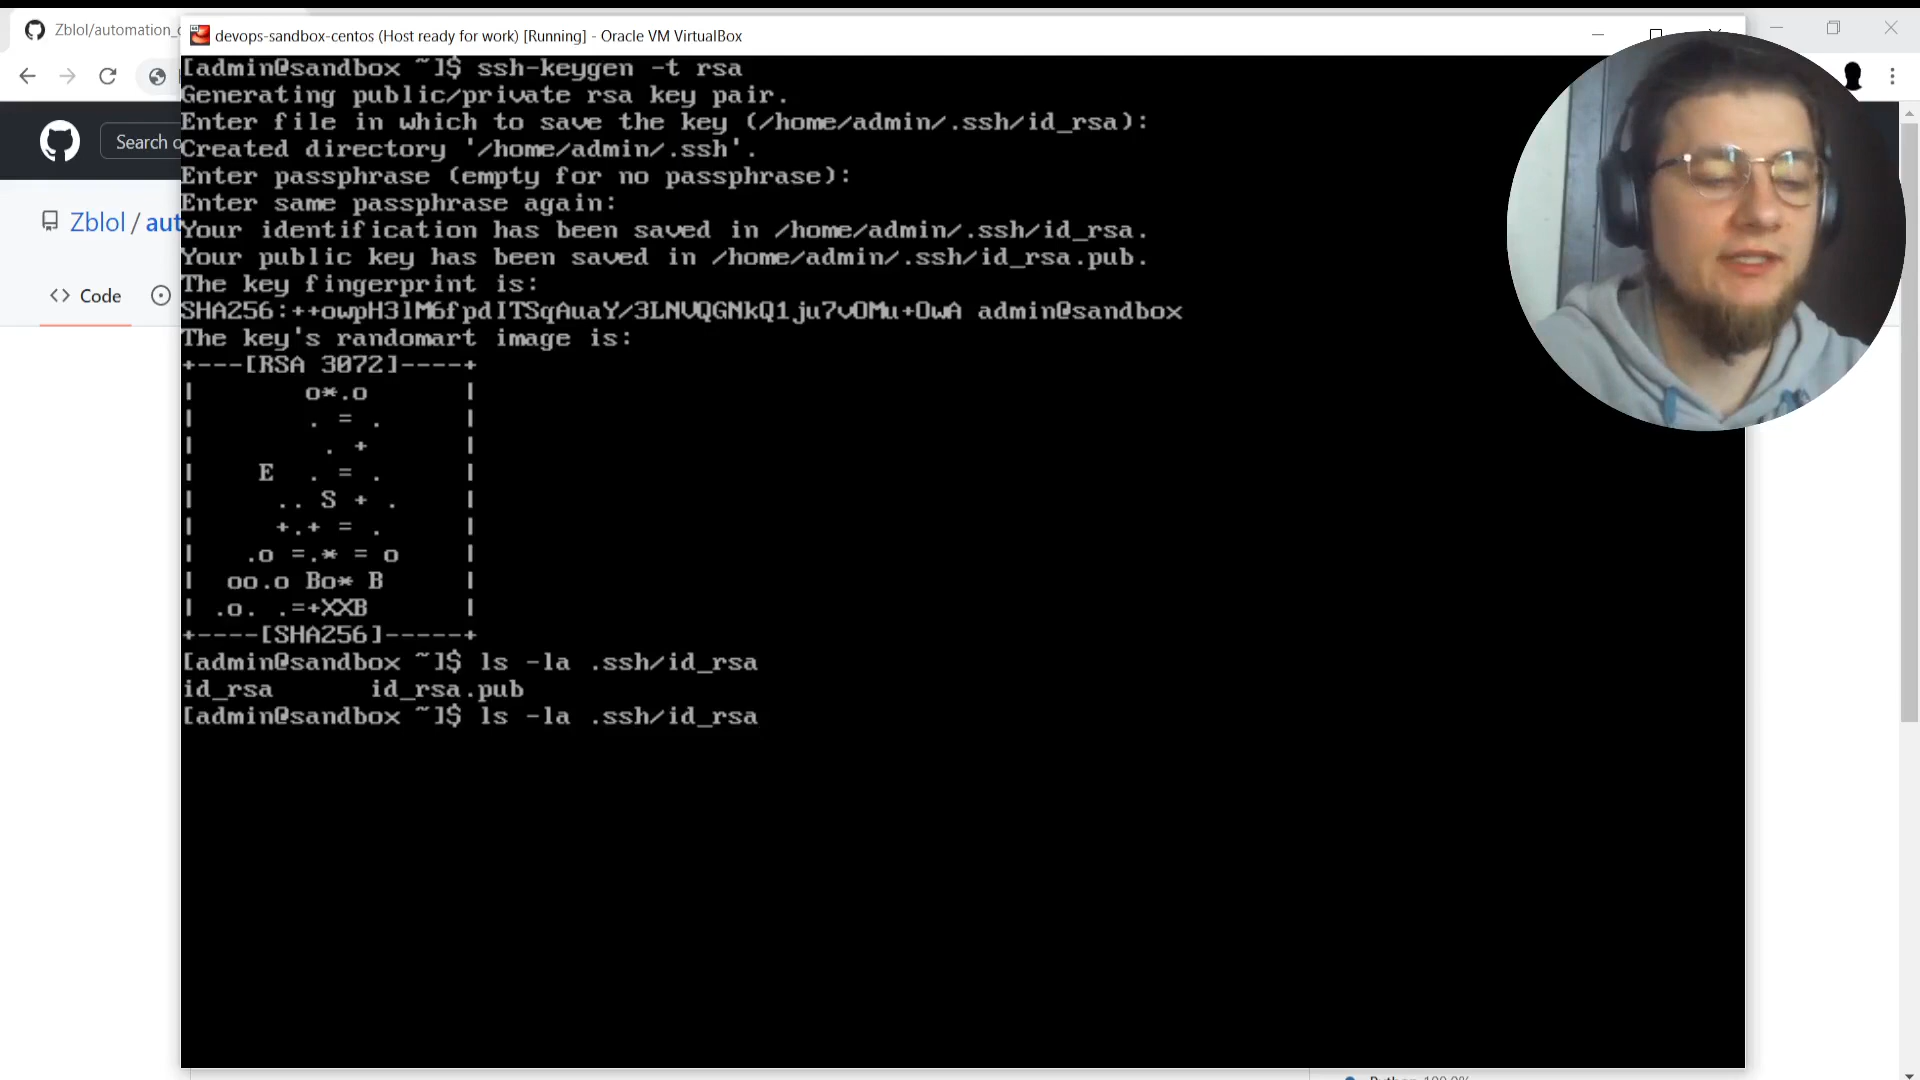 Zblol/automation_
devops-sandbox-centos (Host ready for work) [Running] - Oracle VM VirtualBox
Search o
Zblol / aut
Code
[admin@sandbox ~]$ ssh-keygen -t rsa
Generating public/private rsa key pair.
Enter file in which to save the key (/home/admin/.ssh/id_rsa):
Created directory '/home/admin/.ssh'.
Enter passphrase (empty for no passphrase):
Enter same passphrase again:
Your identification has been saved in /home/admin/.ssh/id_rsa.
Your public key has been saved in /home/admin/.ssh/id_rsa.pub.
The key fingerprint is:
SHA256:++owpH3lM6fpdITSqAuaY/3LNVQGNkQ1ju7vOMu+OwA admin@sandbox
The key's randomart image is:
+---[RSA 3072]----+
|       o*.o      |
|       . = .     |
|        . +      |
|    E  . = .     |
|     .. S + .    |
|     +.+ = .     |
|   .o =.* = o    |
|  oo.o Bo* B     |
| .o. .=+XXB      |
+----[SHA256]-----+
[admin@sandbox ~]$ ls -la .ssh/id_rsa
id_rsa      id_rsa.pub
[admin@sandbox ~]$ ls -la .ssh/id_rsa